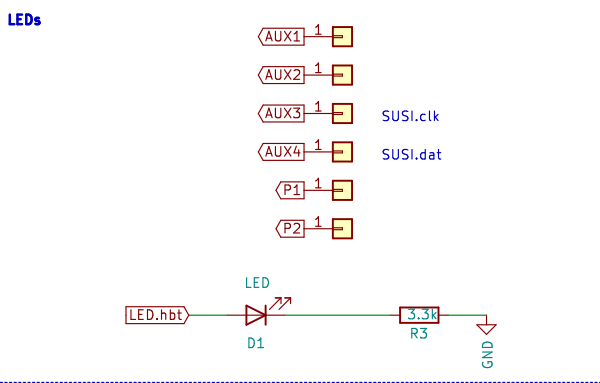 LEDs
AUX1 1
AUX2 1
AUX3 1 SUSI.clk
AUX4 1 SUSI.dat
P1 1
P2 1
LED
LED.hbt 3.3k
D1 R3
GND